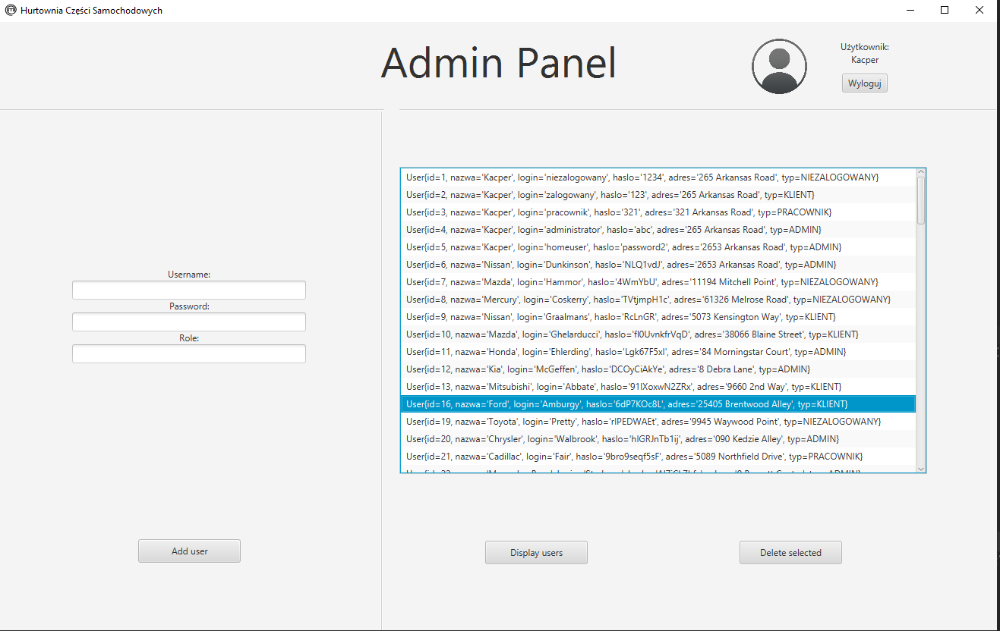 Hurtownia Części Samochodowych
Admin Panel
Użytkownik:
Kacper
Wyloguj
Username:
Password:
Role:
Add user
User{id=1, nazwa='Kacper', login='niezalogowany', haslo='1234', adres='265 Arkansas Road', typ=NIEZALOGOWANY}
User{id=2, nazwa='Kacper', login='zalogowany', haslo='123', adres='265 Arkansas Road', typ=KLIENT}
User{id=3, nazwa='Kacper', login='pracownik', haslo='321', adres='321 Arkansas Road', typ=PRACOWNIK}
User{id=4, nazwa='Kacper', login='administrator', haslo='abc', adres='265 Arkansas Road', typ=ADMIN}
User{id=5, nazwa='Kacper', login='homeuser', haslo='password2', adres='2653 Arkansas Road', typ=ADMIN}
User{id=6, nazwa='Nissan', login='Dunkinson', haslo='NLQ1vdJ', adres='2653 Arkansas Road', typ=ADMIN}
User{id=7, nazwa='Mazda', login='Hammor', haslo='4WmYbU', adres='11194 Mitchell Point', typ=NIEZALOGOWANY}
User{id=8, nazwa='Mercury', login='Coskerry', haslo='TVtjmpH1c', adres='61326 Melrose Road', typ=NIEZALOGOWANY}
User{id=9, nazwa='Nissan', login='Graalmans', haslo='RcLnGR', adres='5073 Kensington Way', typ=KLIENT}
User{id=10, nazwa='Mazda', login='Ghelarducci', haslo='fl0UvnkfrVqD', adres='38066 Blaine Street', typ=KLIENT}
User{id=11, nazwa='Honda', login='Ehlerding', haslo='Lgk67F5xl', adres='84 Morningstar Court', typ=ADMIN}
User{id=12, nazwa='Kia', login='McGeffen', haslo='DCOyCiAkYe', adres='8 Debra Lane', typ=ADMIN}
User{id=13, nazwa='Mitsubishi', login='Abbate', haslo='91lXoxwN2ZRx', adres='9660 2nd Way', typ=KLIENT}
User{id=16, nazwa='Ford', login='Amburgy', haslo='6dP7KOc8L', adres='25405 Brentwood Alley', typ=KLIENT}
User{id=19, nazwa='Toyota', login='Pretty', haslo='rlPEDWAEt', adres='9945 Waywood Point', typ=NIEZALOGOWANY}
User{id=20, nazwa='Chrysler', login='Walbrook', haslo='hIGRJnTb1ij', adres='090 Kedzie Alley', typ=ADMIN}
User{id=21, nazwa='Cadillac', login='Fair', haslo='9bro9seqf5sF', adres='5089 Northfield Drive', typ=PRACOWNIK}
Display users
Delete selected